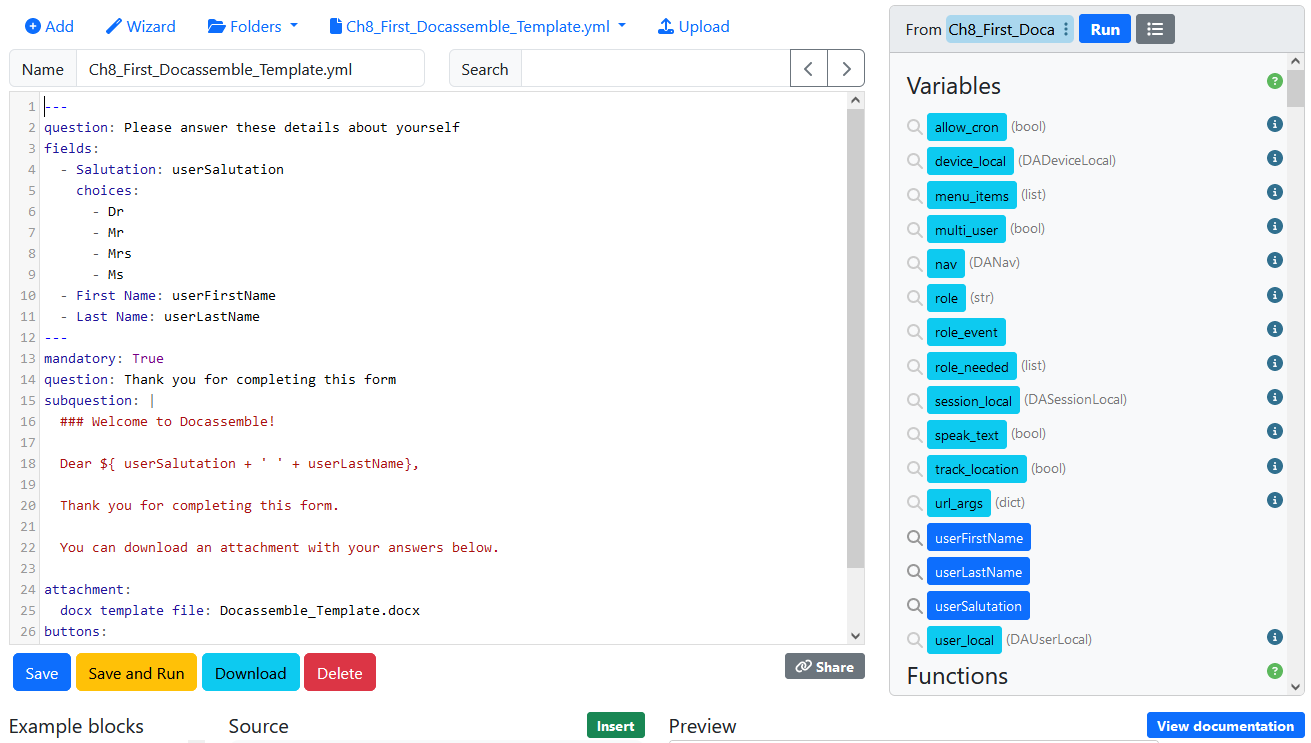 Add Wizard Folders Ch8_First_Docassemble_Template.yml Upload
Name Ch8_First_Docassemble_Template.yml Search
1 ---
2 question: Please answer these details about yourself
3 fields:
4 - Salutation: userSalutation
5 choices:
6 - Dr
7 - Mr
8 - Mrs
9 - Ms
10 - First Name: userFirstName
11 - Last Name: userLastName
12 ---
13 mandatory: True
14 question: Thank you for completing this form
15 subquestion: |
16 ### Welcome to Docassemble!
17
18 Dear ${ userSalutation + ' ' + userLastName},
19
20 Thank you for completing this form.
21
22 You can download an attachment with your answers below.
23
24 attachment:
25 docx template file: Docassemble_Template.docx
26 buttons:
Save Save and Run Download Delete Share
Example blocks Source Insert Preview View documentation
From Ch8_First_Doca Run
Variables ?
allow_cron (bool) i
device_local (DADeviceLocal) i
menu_items (list) i
multi_user (bool) i
nav (DANav) i
role (str) i
role_event i
role_needed (list) i
session_local (DASessionLocal) i
speak_text (bool) i
track_location (bool) i
url_args (dict) i
userFirstName
userLastName
userSalutation
user_local (DAUserLocal) i
Functions ?